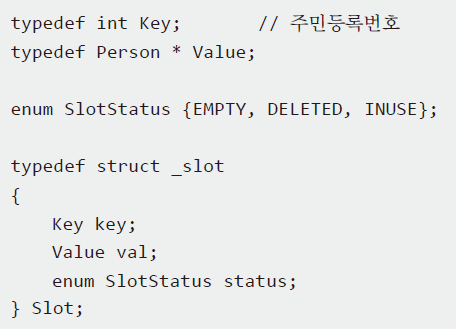 typedef int Key;        // 주민등록번호
typedef Person * Value;

enum SlotStatus {EMPTY, DELETED, INUSE};

typedef struct _slot
{
    Key key;
    Value val;
    enum SlotStatus status;
} Slot;